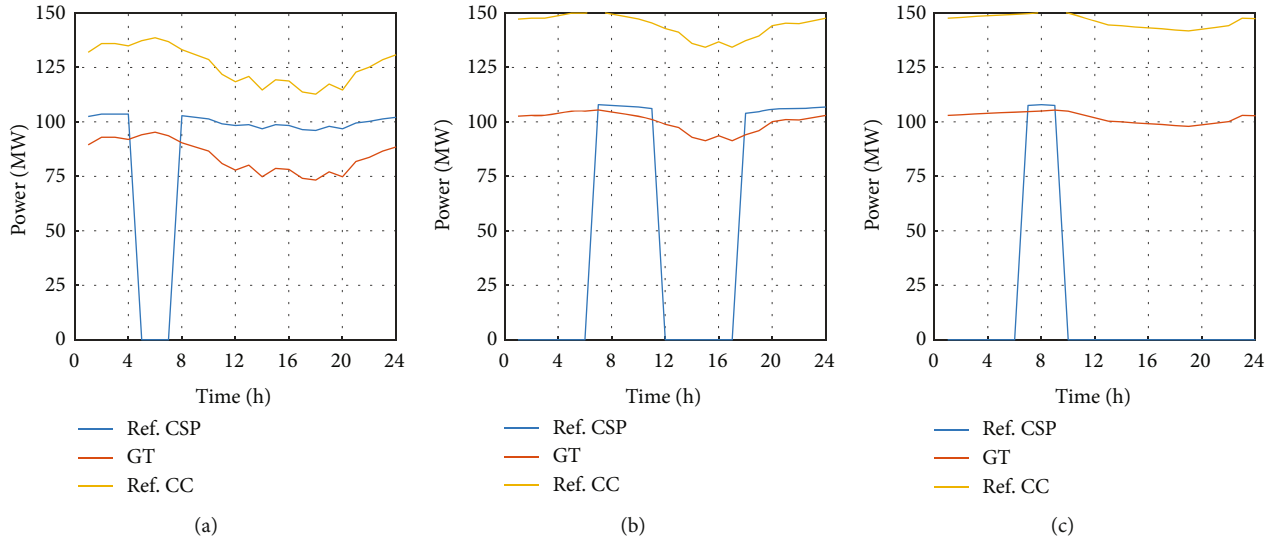 150
125
100
75
50
25
0
Power (MW)
0 4 8 12 16 20 24
Time (h)
Ref. CSP
GT
Ref. CC
(a)
150
125
100
75
50
25
0
Power (MW)
0 4 8 12 16 20 24
Time (h)
Ref. CSP
GT
Ref. CC
(b)
150
125
100
75
50
25
0
Power (MW)
0 4 8 12 16 20 24
Time (h)
Ref. CSP
GT
Ref. CC
(c)